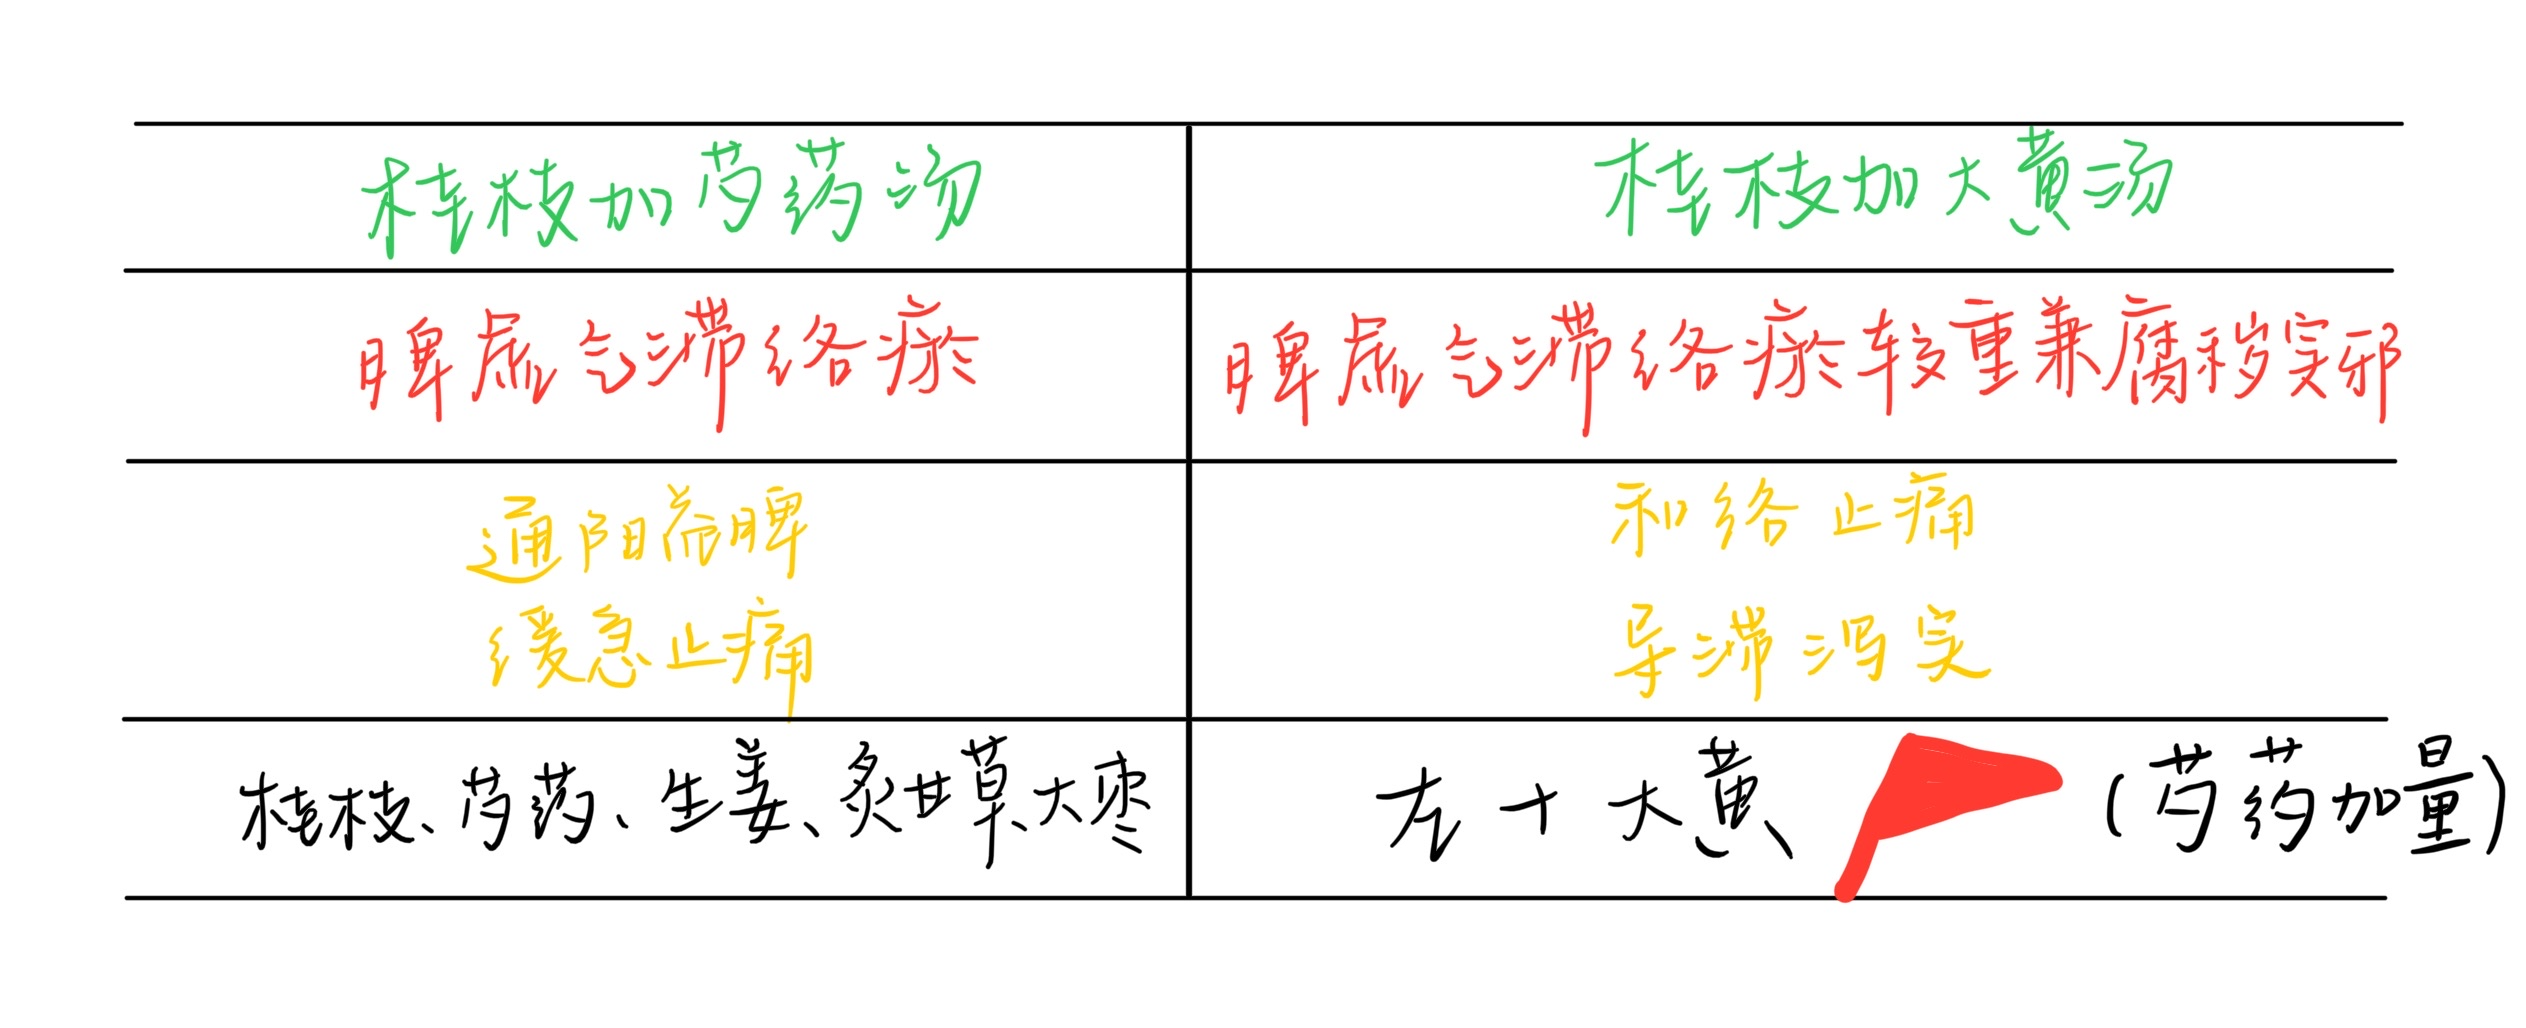 桂枝加芍药汤
桂枝加大黄汤
脾虚气滞络瘀
脾虚气滞络瘀较重兼腐秽实邪
通阳益脾
缓急止痛
和络止痛
导滞泻实
桂枝、芍药、生姜、炙甘草、大枣
左+大黄、(芍药加量)